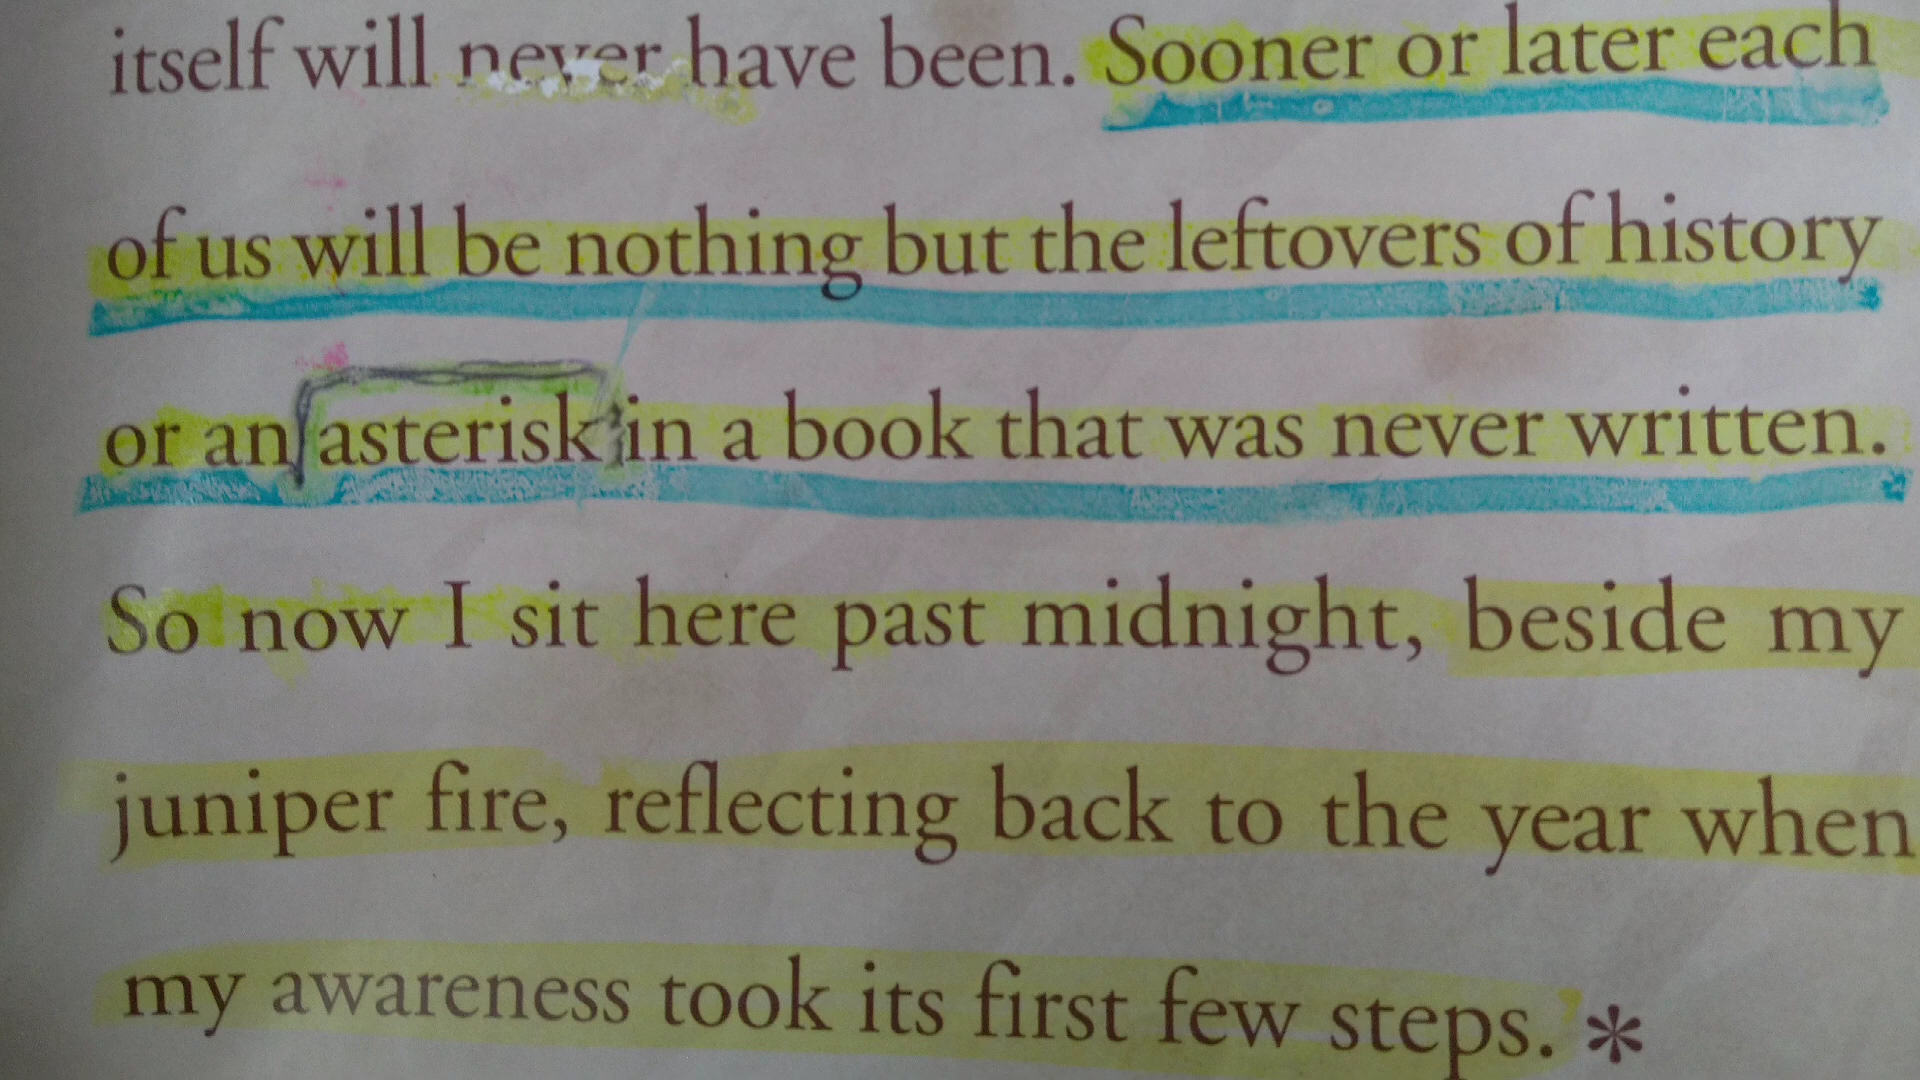 itself will never have been. Sooner or later each
of us will be nothing but the leftovers of history
or an asterisk in a book that was never written.
So now I sit here past midnight, beside my
juniper fire, reflecting back to the year when
my awareness took its first few steps. *